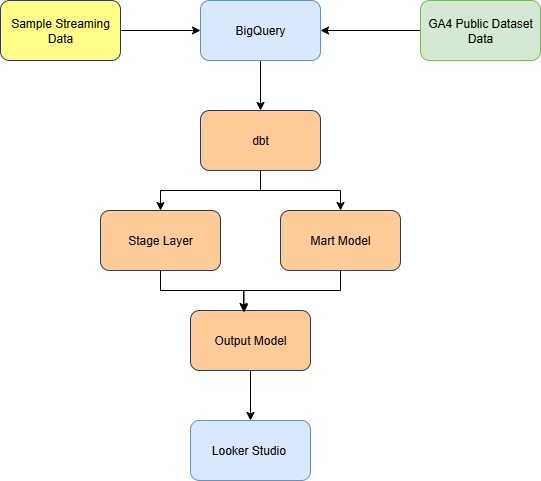 Sample Streaming
Data
BigQuery
GA4 Public Dataset
Data
dbt
Stage Layer
Mart Model
Output Model
Looker Studio